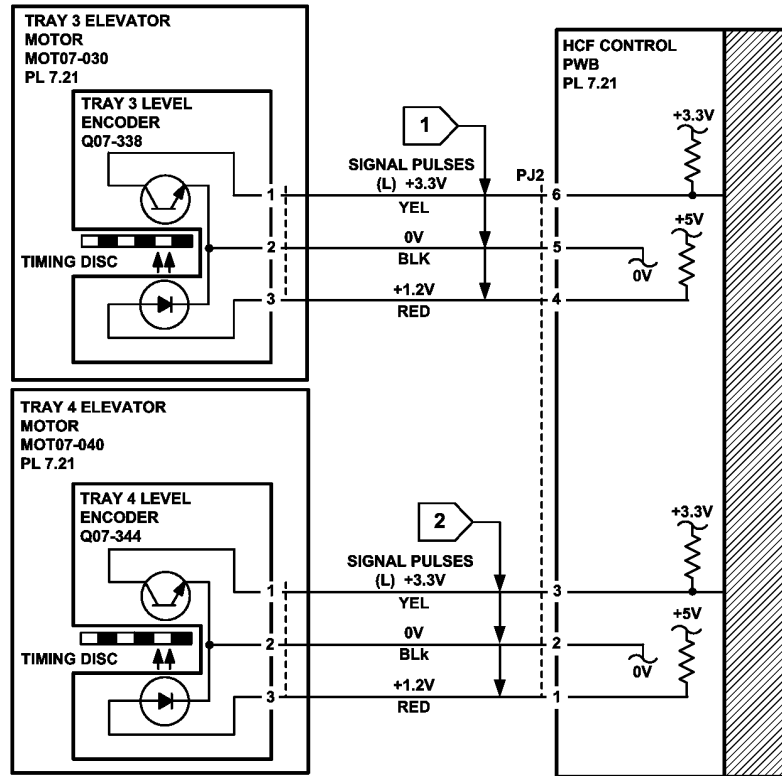 TRAY 3 ELEVATOR
MOTOR
MOT07-030
PL 7.21
TRAY 3 LEVEL
ENCODER
Q07-338
TIMING DISC
1
2
3
1
SIGNAL PULSES
(L) +3.3V
YEL
0V
BLK
+1.2V
RED
PJ2
6
5
4
HCF CONTROL
PWB
PL 7.21
+3.3V
+5V
0V
TRAY 4 ELEVATOR
MOTOR
MOT07-040
PL 7.21
TRAY 4 LEVEL
ENCODER
Q07-344
TIMING DISC
1
2
3
2
SIGNAL PULSES
(L) +3.3V
YEL
0V
BLk
+1.2V
RED
3
2
1
+3.3V
+5V
0V